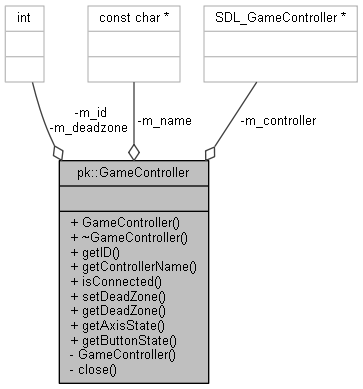 int
const char *
SDL_GameController *
-m_id
-m_deadzone
-m_name
-m_controller
pk::GameController
+ GameController()
+ ~GameController()
+ getID()
+ getControllerName()
+ isConnected()
+ setDeadZone()
+ getDeadZone()
+ getAxisState()
+ getButtonState()
- GameController()
- close()